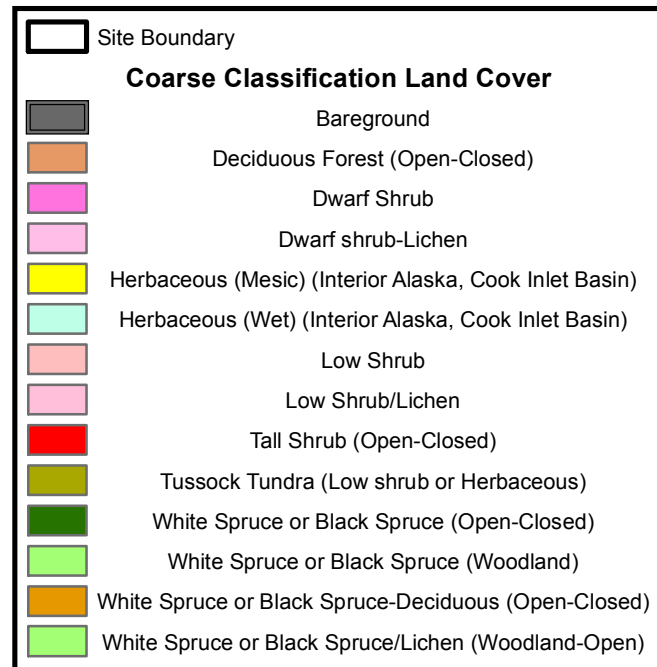 Site Boundary
Coarse Classification Land Cover
Bareground
Deciduous Forest (Open-Closed)
Dwarf Shrub
Dwarf shrub-Lichen
Herbaceous (Mesic) (Interior Alaska, Cook Inlet Basin)
Herbaceous (Wet) (Interior Alaska, Cook Inlet Basin)
Low Shrub
Low Shrub/Lichen
Tall Shrub (Open-Closed)
Tussock Tundra (Low shrub or Herbaceous)
White Spruce or Black Spruce (Open-Closed)
White Spruce or Black Spruce (Woodland)
White Spruce or Black Spruce-Deciduous (Open-Closed)
White Spruce or Black Spruce/Lichen (Woodland-Open)